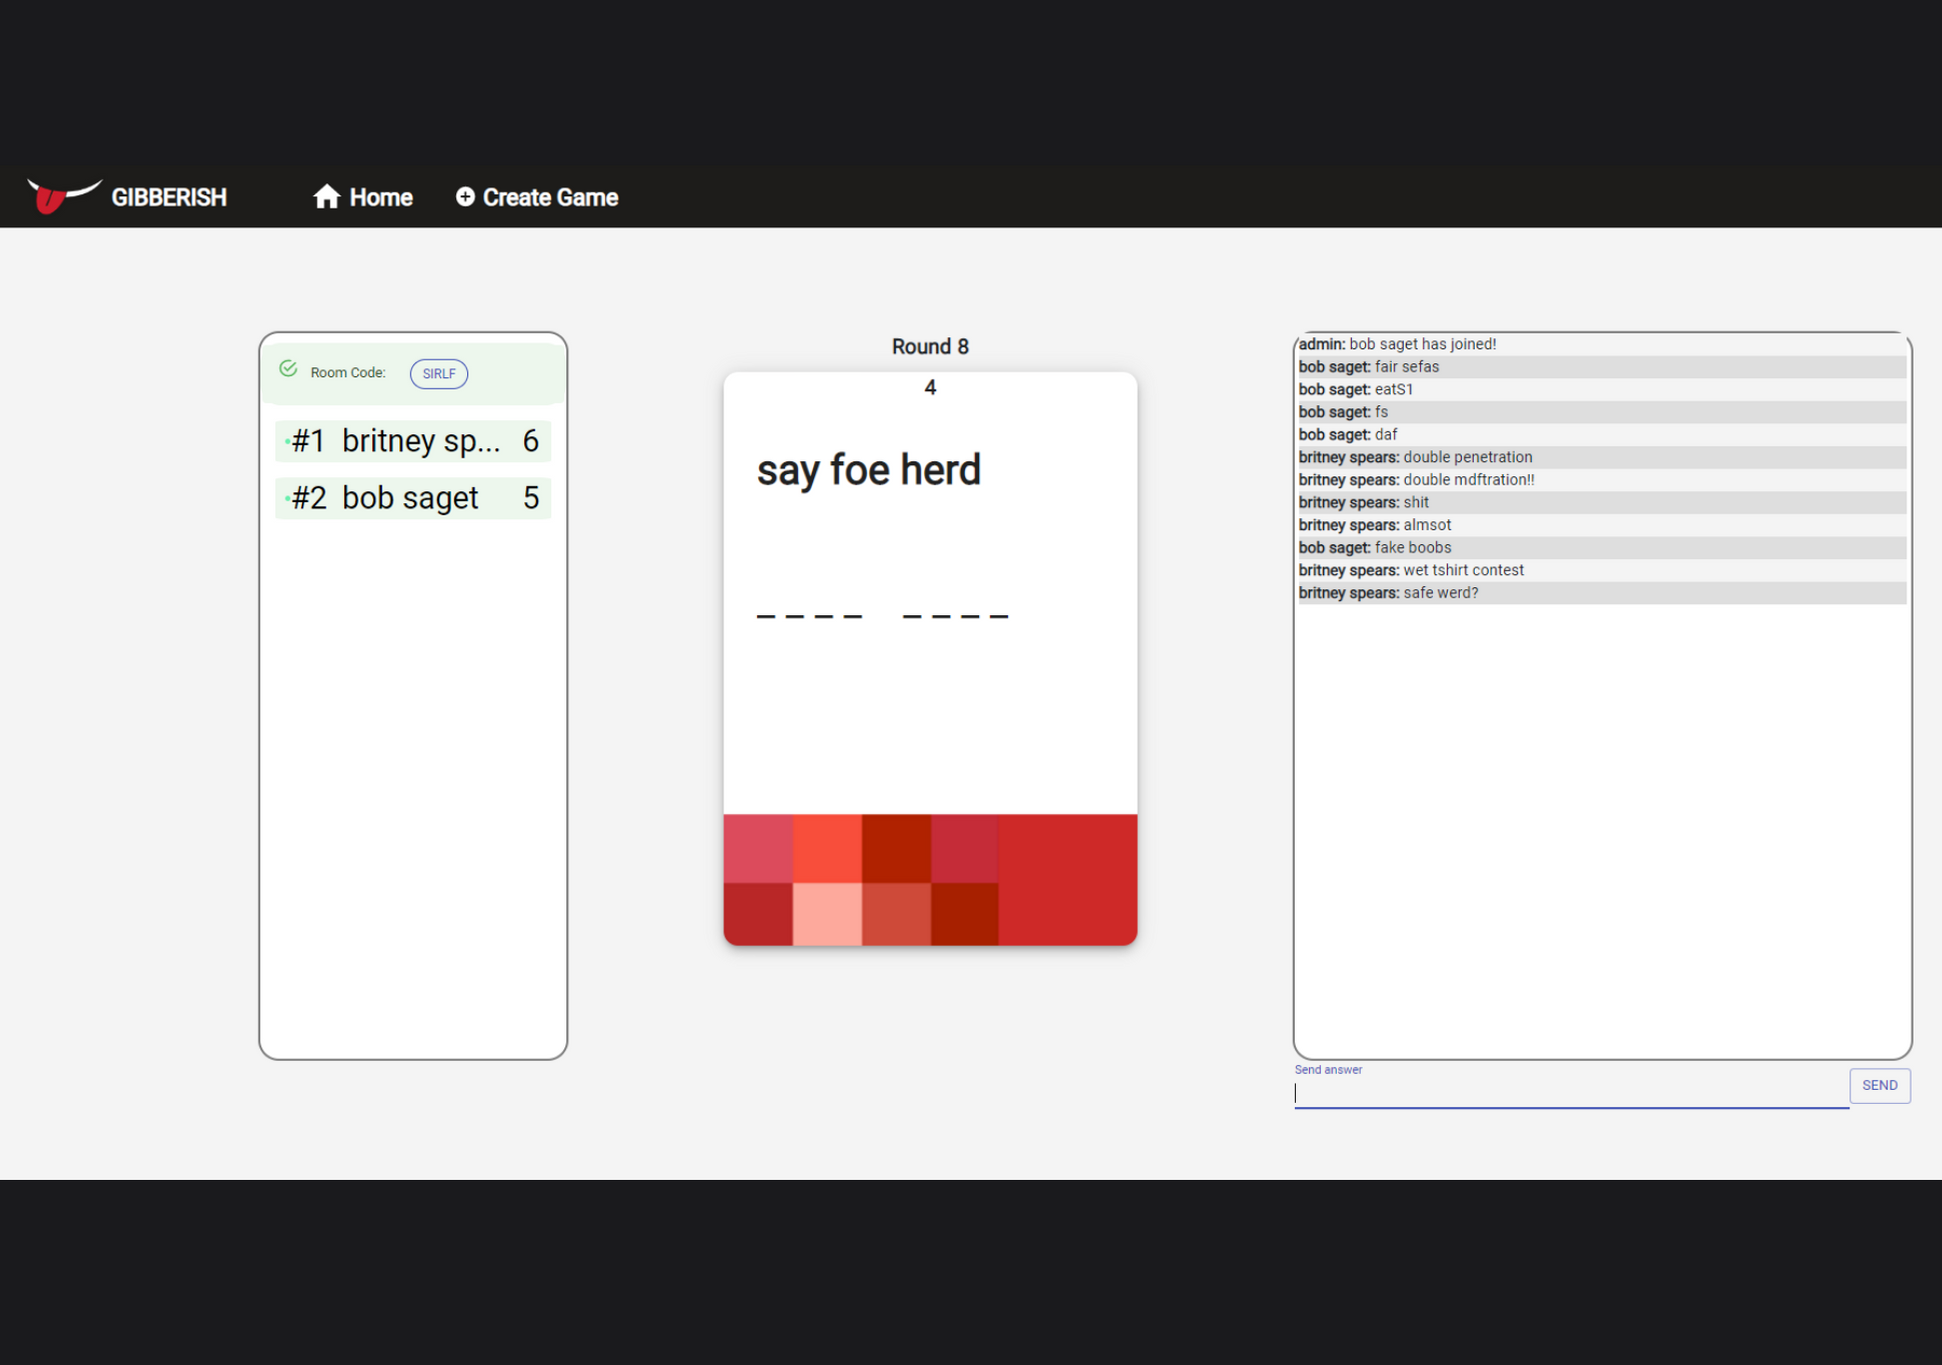 GIBBERISH
Home
Create Game
Room Code: SIRLF
#1 britney sp... 6
#2 bob saget 5
Round 8
4
say foe herd
_ _ _ _ _ _ _ _
admin: bob saget has joined!
bob saget: fair sefas
bob saget: eatS1
bob saget: fs
bob saget: daf
britney spears: double penetration
britney spears: double mdftration!!
britney spears: shit
britney spears: almsot
bob saget: fake boobs
britney spears: wet tshirt contest
britney spears: safe werd?
Send answer
SEND